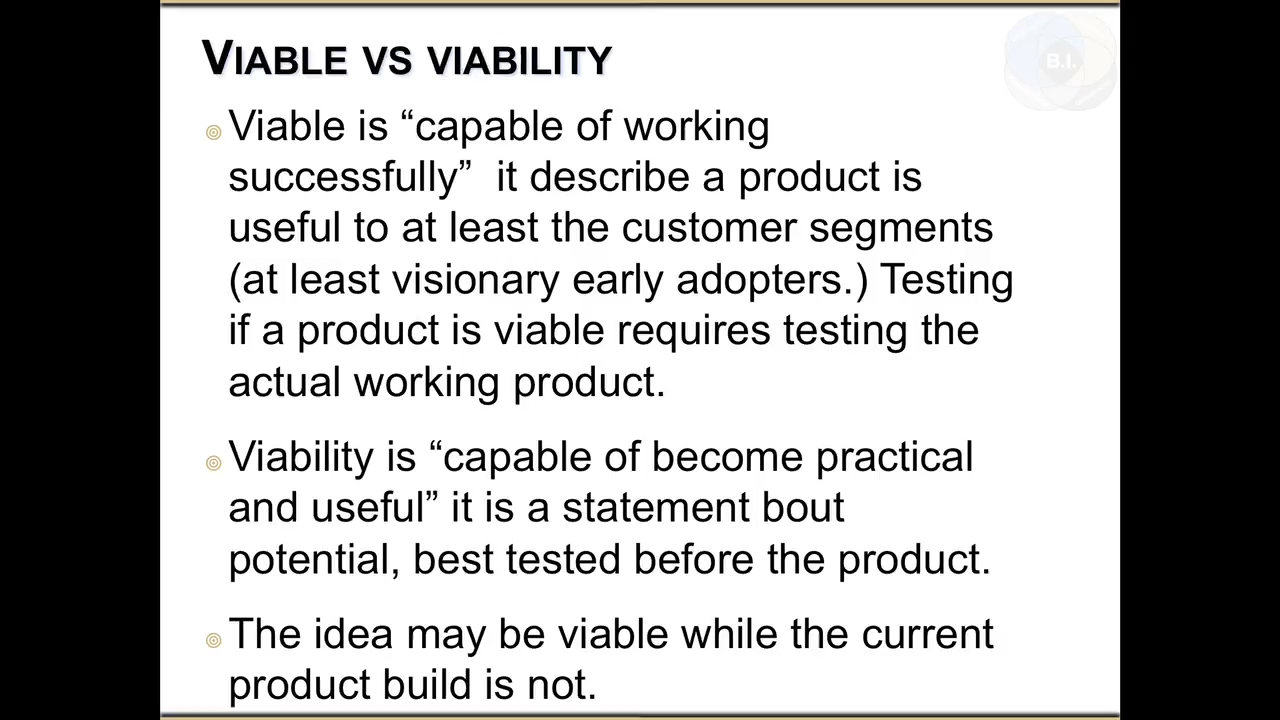 VIABLE VS VIABILITY
B.I.
Viable is “capable of working
successfully”  it describe a product is
useful to at least the customer segments
(at least visionary early adopters.) Testing
if a product is viable requires testing the
actual working product.
Viability is “capable of become practical
and useful” it is a statement bout
potential, best tested before the product.
The idea may be viable while the current
product build is not.